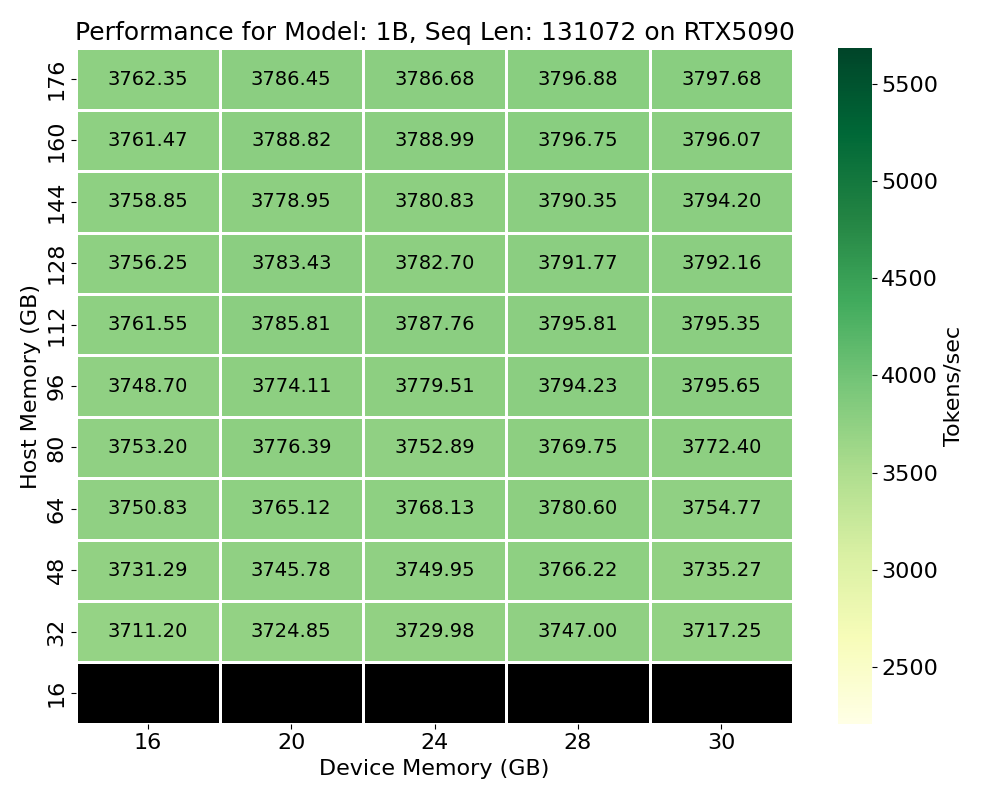 Performance for Model: 1B, Seq Len: 131072 on RTX5090
176 3762.35 3786.45 3786.68 3796.88 3797.68
160 3761.47 3788.82 3788.99 3796.75 3796.07
144 3758.85 3778.95 3780.83 3790.35 3794.20
128 3756.25 3783.43 3782.70 3791.77 3792.16
112 3761.55 3785.81 3787.76 3795.81 3795.35
96 3748.70 3774.11 3779.51 3794.23 3795.65
80 3753.20 3776.39 3752.89 3769.75 3772.40
64 3750.83 3765.12 3768.13 3780.60 3754.77
48 3731.29 3745.78 3749.95 3766.22 3735.27
32 3711.20 3724.85 3729.98 3747.00 3717.25
16
Host Memory (GB)
16 20 24 28 30
Device Memory (GB)
5500
5000
4500
4000
3500
3000
2500
Tokens/sec